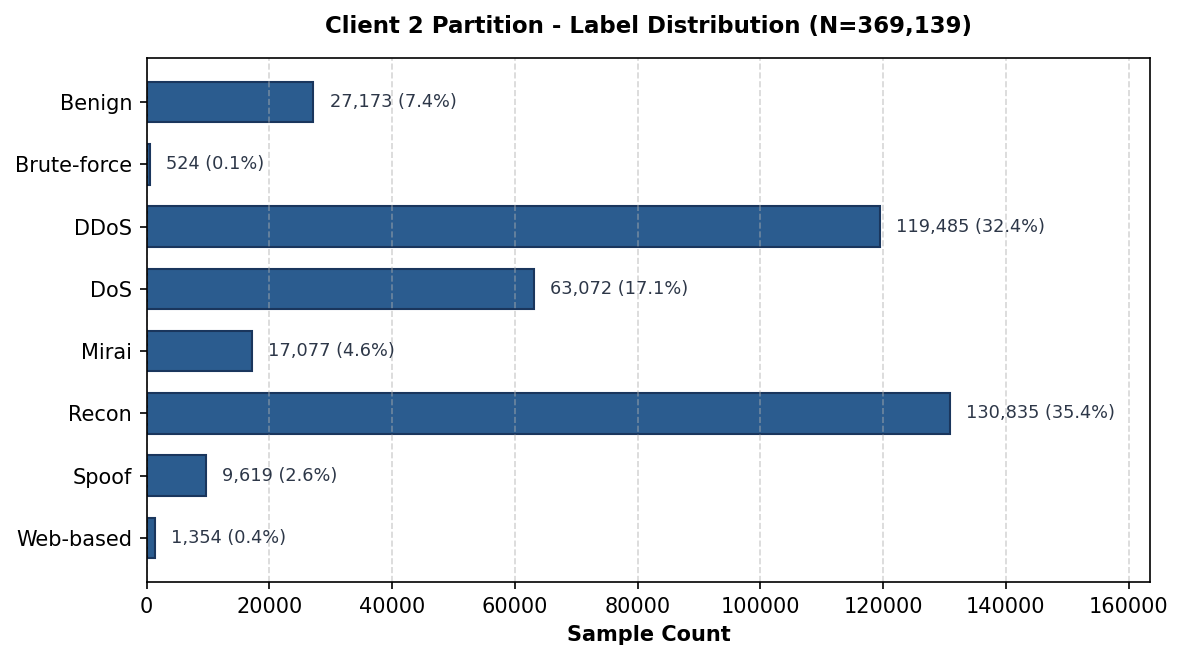 Client 2 Partition - Label Distribution (N=369,139)
Benign 27,173 (7.4%)
Brute-force 524 (0.1%)
DDoS 119,485 (32.4%)
DoS 63,072 (17.1%)
Mirai 17,077 (4.6%)
Recon 130,835 (35.4%)
Spoof 9,619 (2.6%)
Web-based 1,354 (0.4%)
0 20000 40000 60000 80000 100000 120000 140000 160000
Sample Count